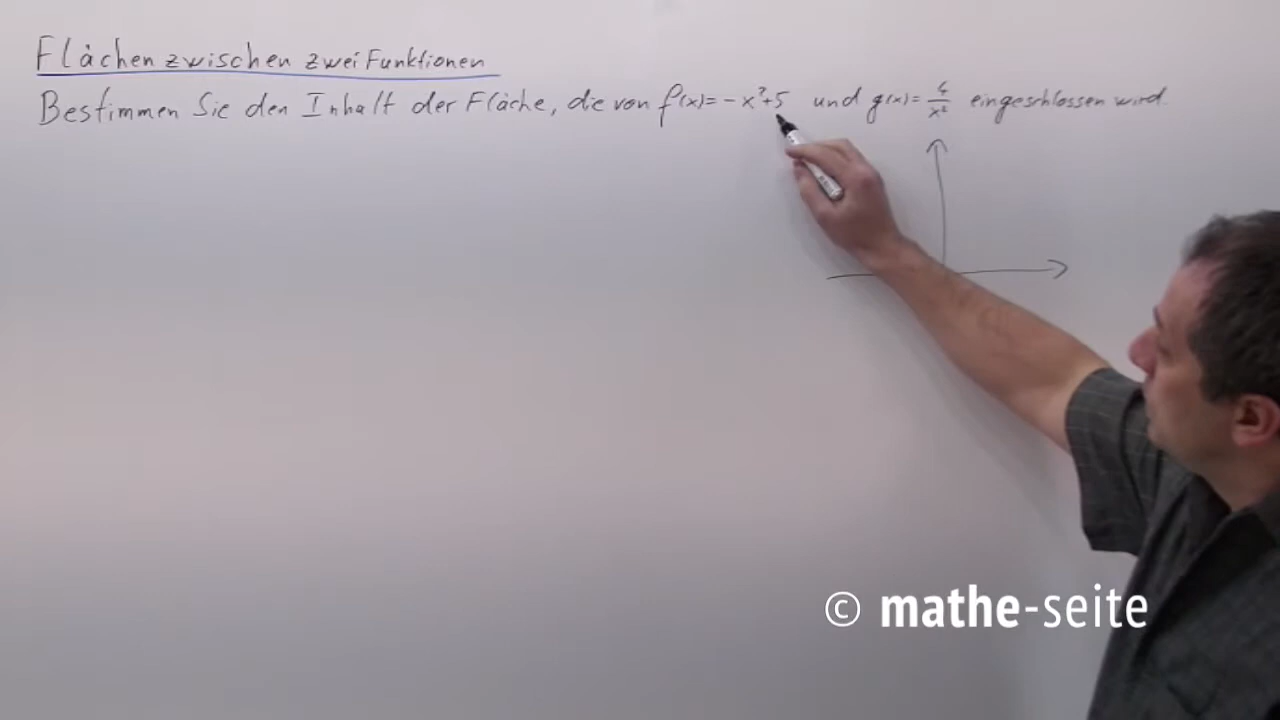 Flächen zwischen zwei Funktionen
Bestimmen Sie den Inhalt der Fläche, die von f(x)=-x²+5 und g(x)=4/x² eingeschlossen wird.
© mathe-seite